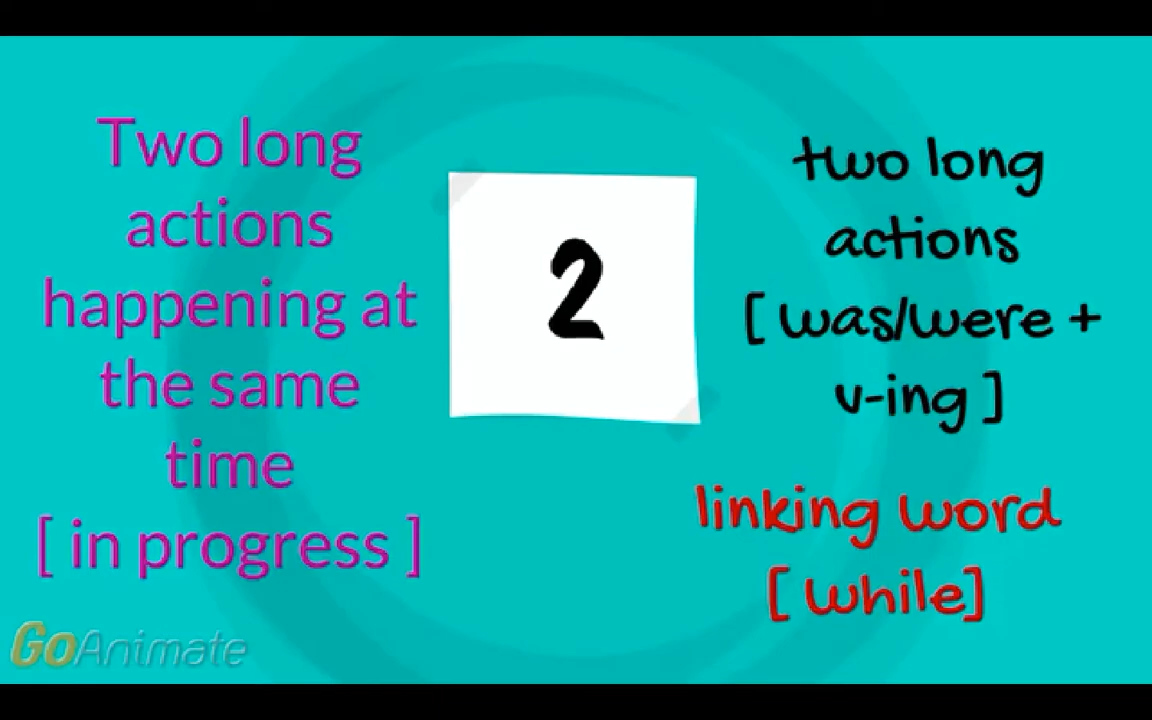 Two long
actions
happening at
the same
time
[ in progress ]
2
two long
actions
[ was/were +
v-ing ]
linking word
[ while]
GoAnimate